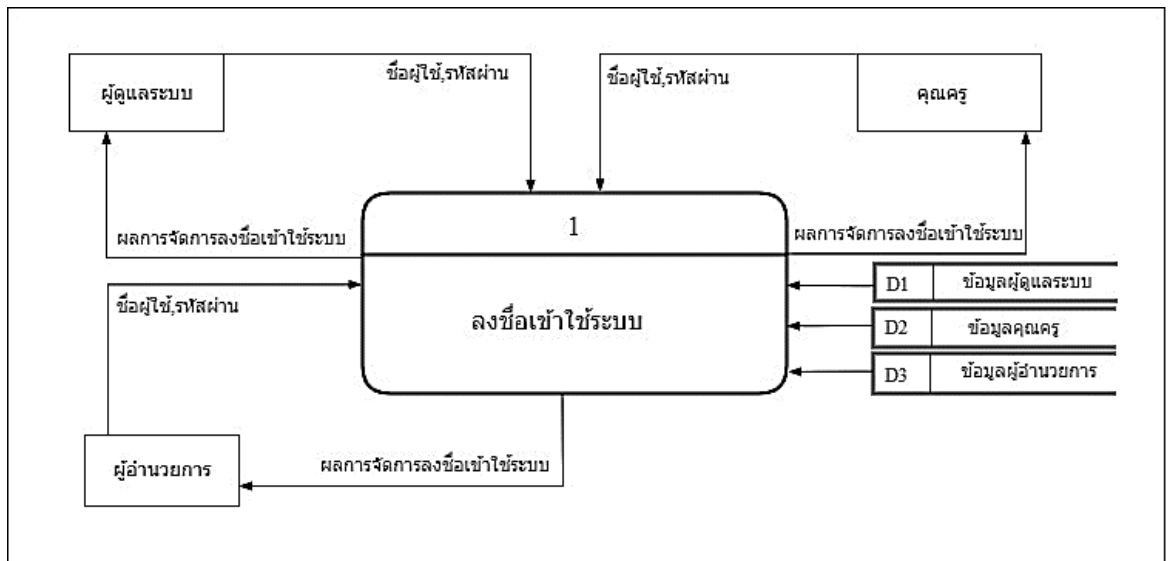 ชื่อผู้ใช้,รหัสผ่าน
ชื่อผู้ใช้,รหัสผ่าน
ผู้ดูแลระบบ
คุณครู
1
ผลการจัดการลงชื่อเข้าใช้ระบบ
ผลการจัดการลงชื่อเข้าใช้ระบบ
D1 ข้อมูลผู้ดูแลระบบ
ชื่อผู้ใช้,รหัสผ่าน
ลงชื่อเข้าใช้ระบบ
D2 ข้อมูลคุณครู
D3 ข้อมูลผู้อำนวยการ
ผู้อำนวยการ
ผลการจัดการลงชื่อเข้าใช้ระบบ